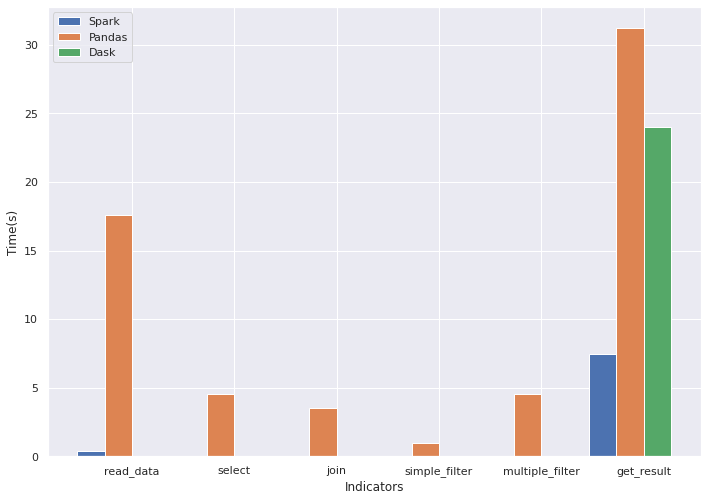 Spark
Pandas
Dask
30
25
20
15
10
5
0
Time(s)
read_data select join simple_filter multiple_filter get_result
Indicators